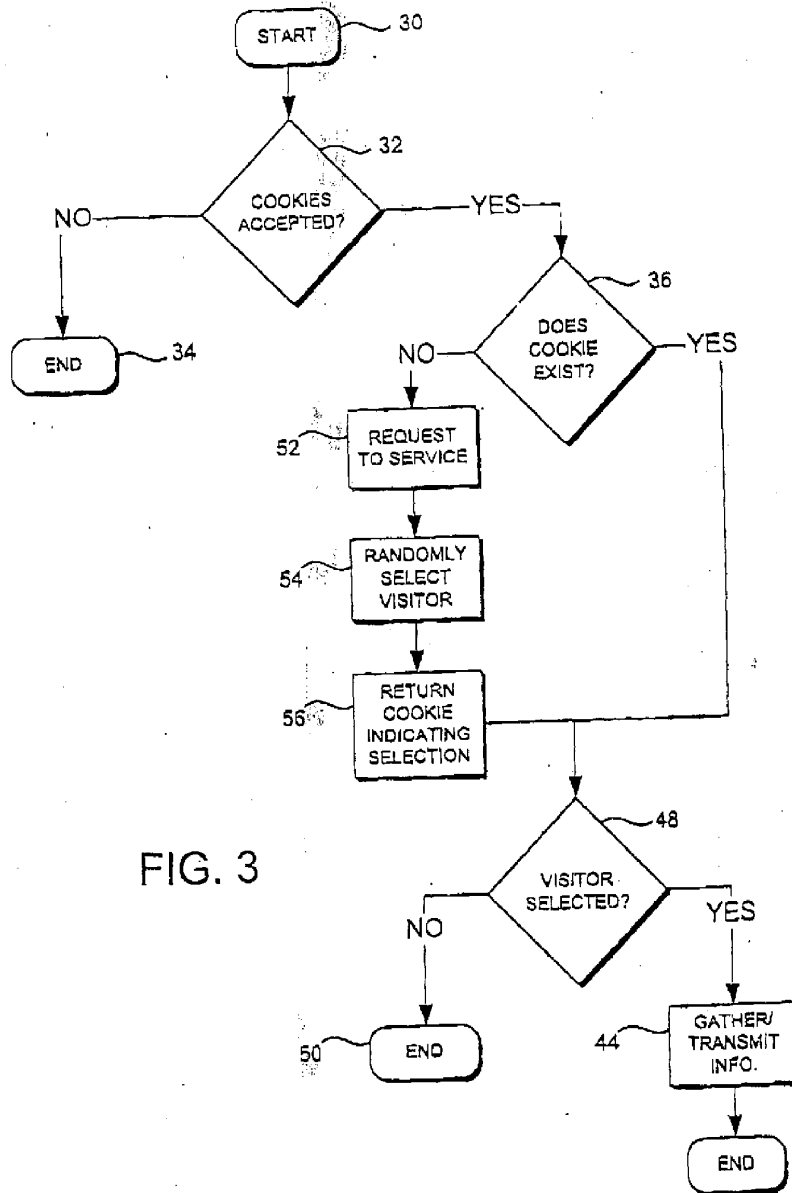 START
30
32
COOKIES
ACCEPTED?
NO
YES
36
DOES
COOKIE
EXIST?
END
34
NO
YES
52
REQUEST
TO SERVICE
54
RANDOMLY
SELECT
VISITOR
56
RETURN
COOKIE
INDICATING
SELECTION
48
FIG. 3
VISITOR
SELECTED?
NO
YES
50
END
44
GATHER/
TRANSMIT
INFO.
END